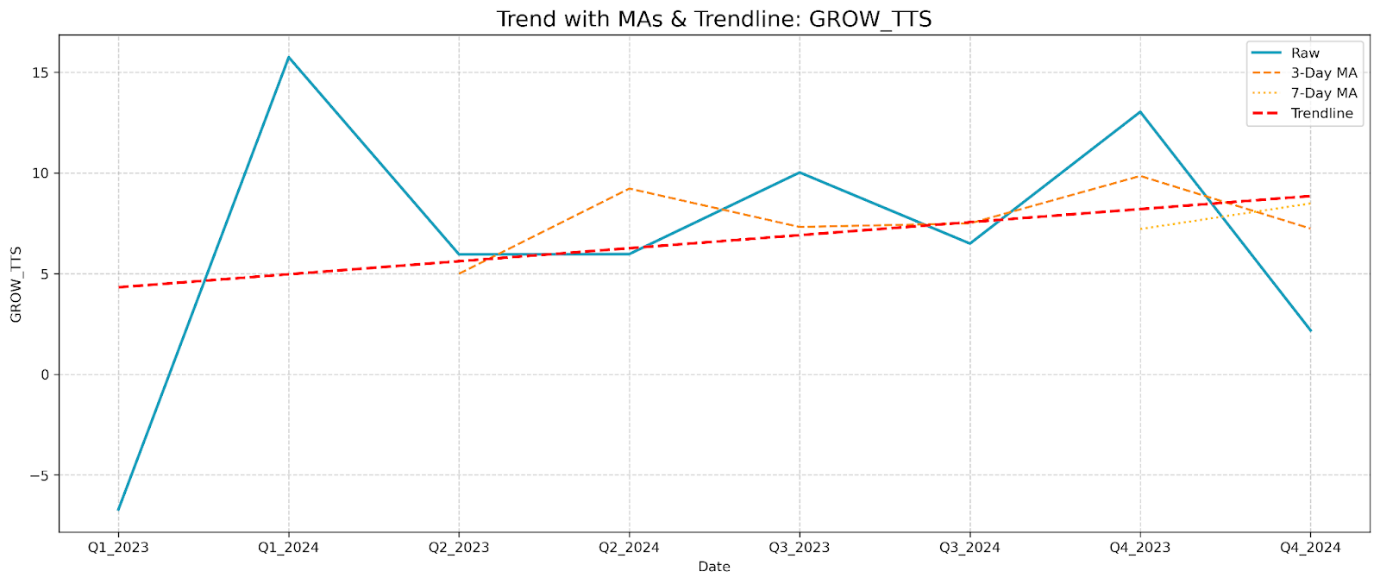 Trend with MAs & Trendline: GROW_TTS
Raw
3-Day MA
7-Day MA
Trendline
15
10
5
0
−5
GROW_TTS
Q1_2023 Q1_2024 Q2_2023 Q2_2024 Q3_2023 Q3_2024 Q4_2023 Q4_2024
Date